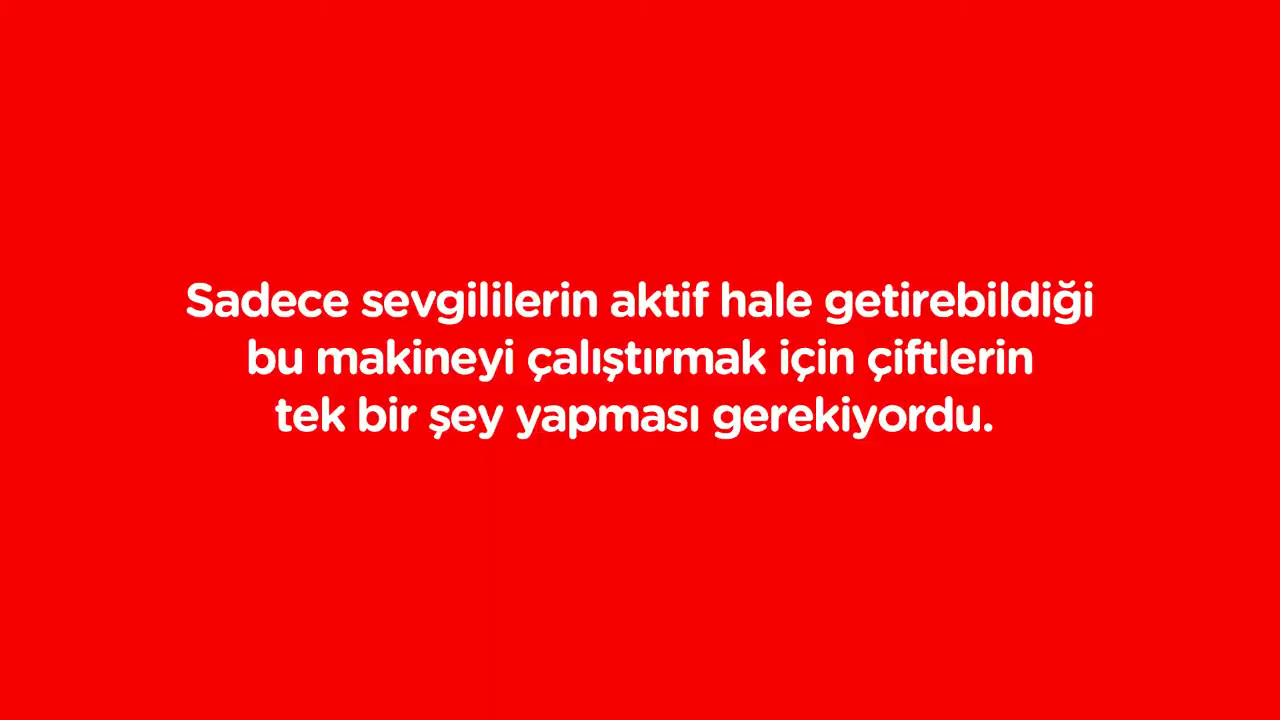 Sadece sevgililerin aktif hale getirebildiği
bu makineyi çalıştırmak için çiftlerin
tek bir şey yapması gerekiyordu.